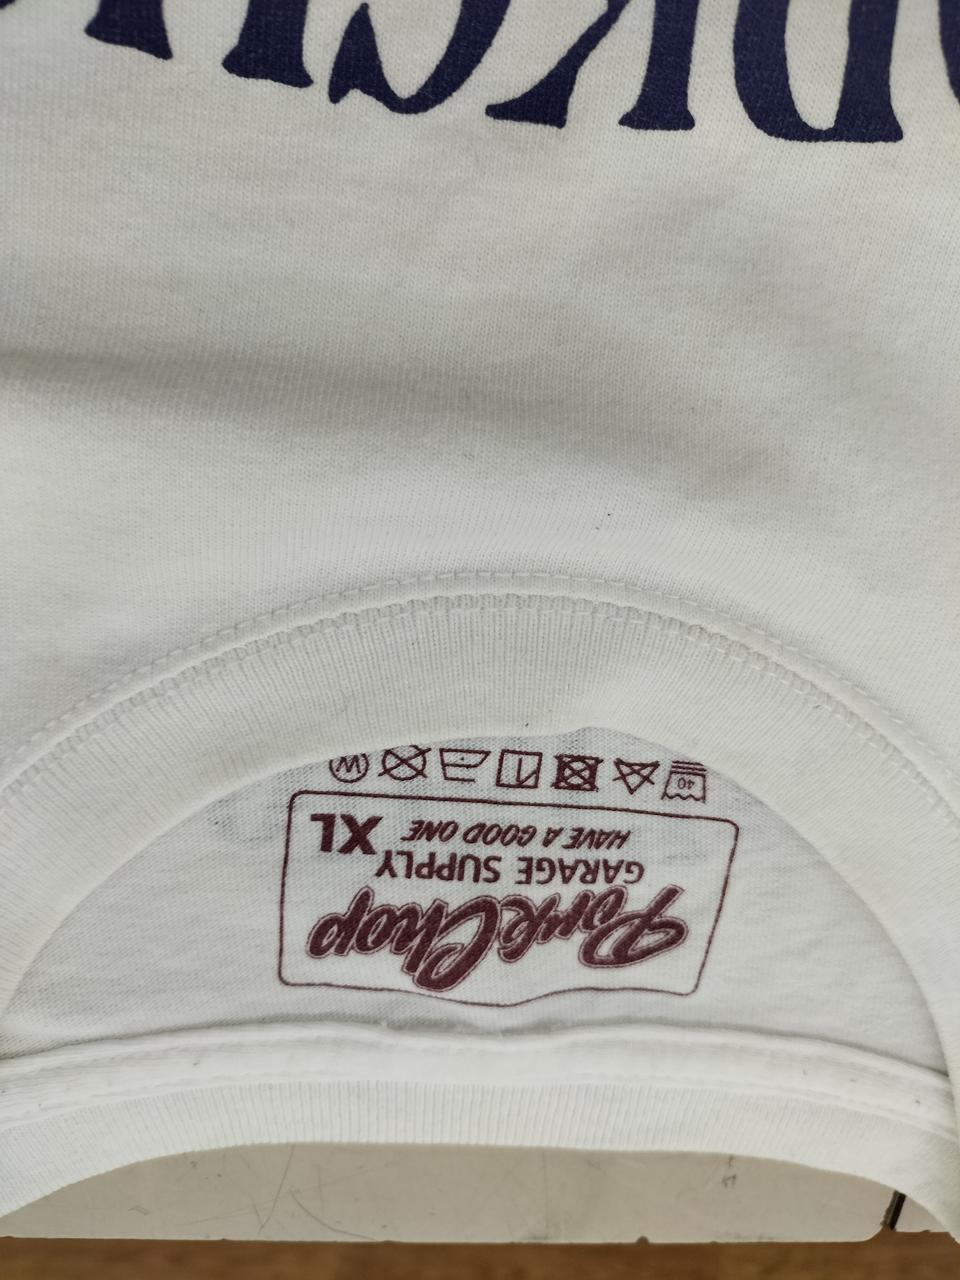 PorkChop
GARAGE SUPPLY
HAVE A GOOD ONE XL
40
W